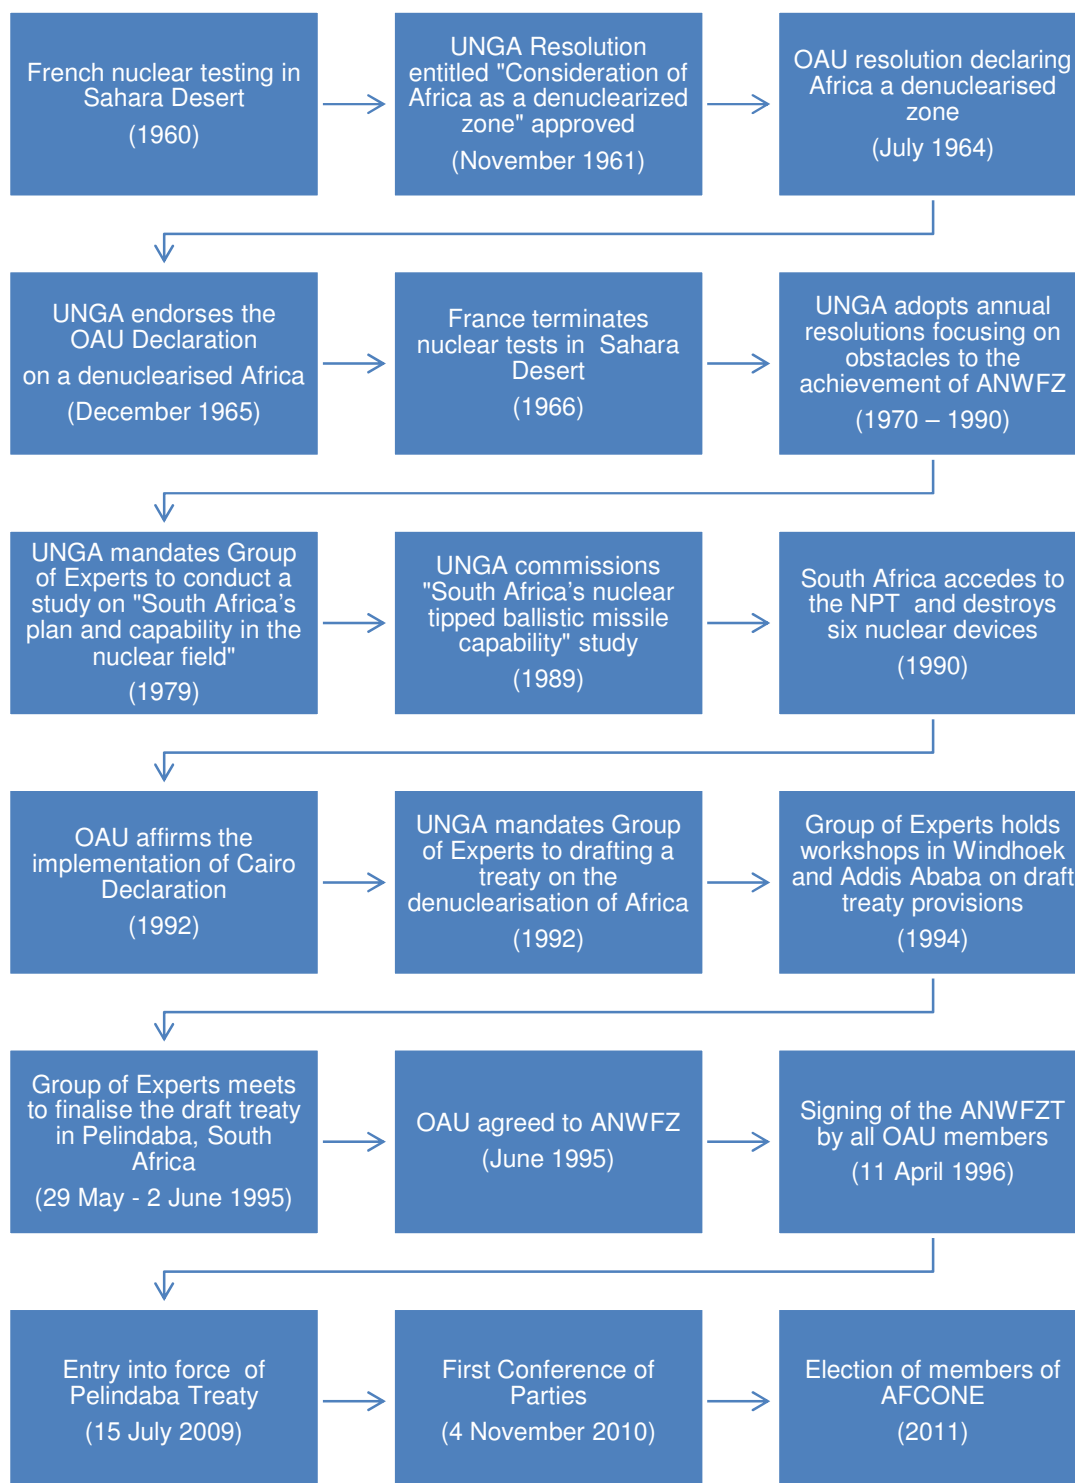 French nuclear testing in
Sahara Desert
(1960)
UNGA Resolution
entitled "Consideration of
Africa as a denuclearized
zone" approved
(November 1961)
OAU resolution declaring
Africa a denuclearised
zone
(July 1964)
UNGA endorses the
OAU Declaration
on a denuclearised Africa
(December 1965)
France terminates
nuclear tests in Sahara
Desert
(1966)
UNGA adopts annual
resolutions focusing on
obstacles to the
achievement of ANWFZ
(1970 – 1990)
UNGA mandates Group
of Experts to conduct a
study on "South Africa's
plan and capability in the
nuclear field"
(1979)
UNGA commissions
"South Africa's nuclear
tipped ballistic missile
capability" study
(1989)
South Africa accedes to
the NPT and destroys
six nuclear devices
(1990)
OAU affirms the
implementation of Cairo
Declaration
(1992)
UNGA mandates Group
of Experts to drafting a
treaty on the
denuclearisation of Africa
(1992)
Group of Experts holds
workshops in Windhoek
and Addis Ababa on draft
treaty provisions
(1994)
Group of Experts meets
to finalise the draft treaty
in Pelindaba, South
Africa
(29 May - 2 June 1995)
OAU agreed to ANWFZ
(June 1995)
Signing of the ANWFZT
by all OAU members
(11 April 1996)
Entry into force of
Pelindaba Treaty
(15 July 2009)
First Conference of
Parties
(4 November 2010)
Election of members of
AFCONE
(2011)